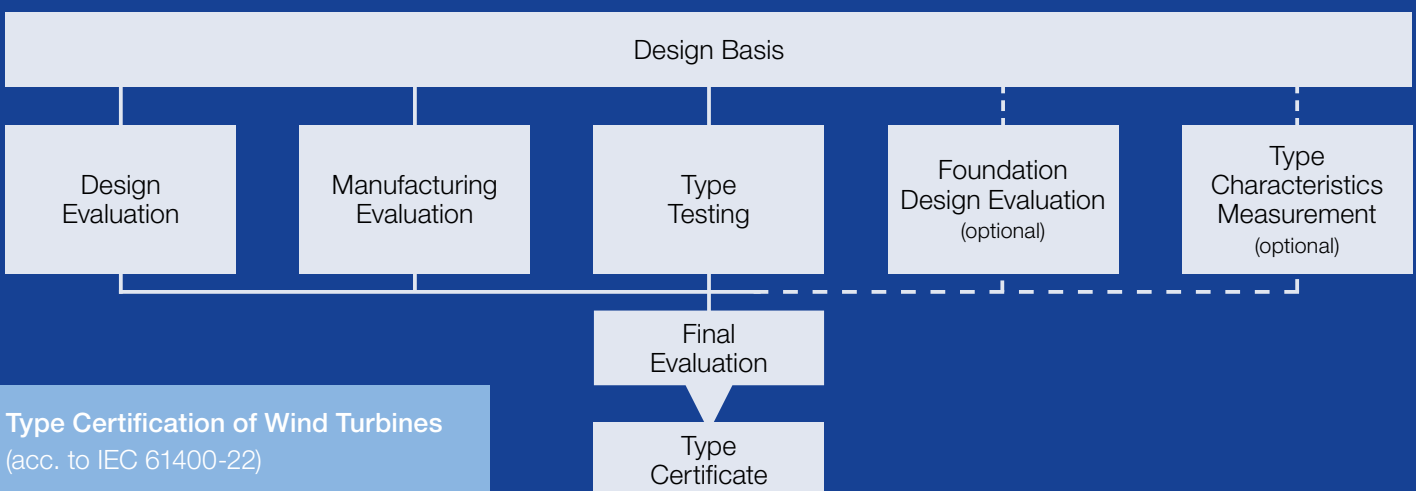 Design Basis
Design
Evaluation
Manufacturing
Evaluation
Type
Testing
Foundation
Design Evaluation
(optional)
Type
Characteristics
Measurement
(optional)
Final
Evaluation
Type
Certificate
Type Certification of Wind Turbines
(acc. to IEC 61400-22)